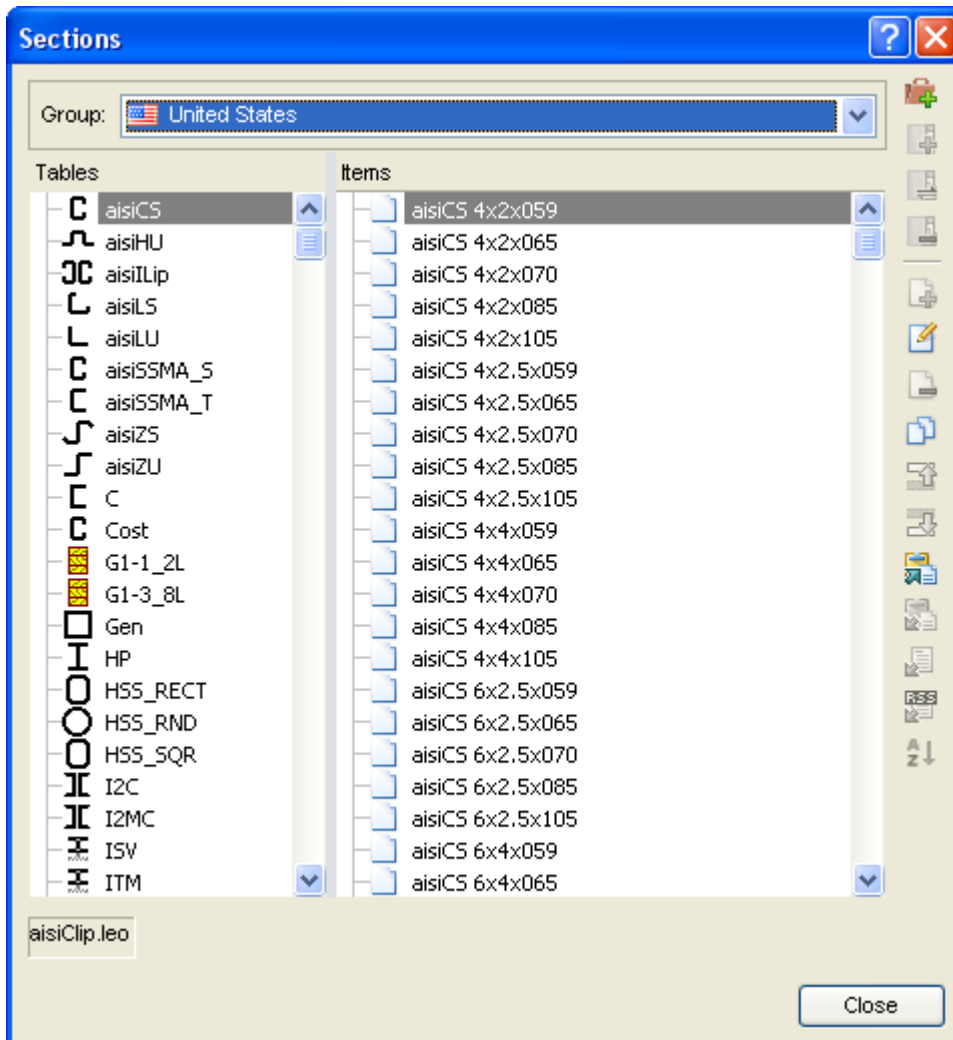 Sections
Group: United States
Tables
Items
aisiCS
aisiHU
aisiILip
aisiLS
aisiLU
aisiSSMA_S
aisiSSMA_T
aisiZS
aisiZU
C
Cost
G1-1_2L
G1-3_8L
Gen
HP
HSS_RECT
HSS_RND
HSS_SQR
I2C
I2MC
ISV
ITM
aisiCS 4x2x059
aisiCS 4x2x065
aisiCS 4x2x070
aisiCS 4x2x085
aisiCS 4x2x105
aisiCS 4x2.5x059
aisiCS 4x2.5x065
aisiCS 4x2.5x070
aisiCS 4x2.5x085
aisiCS 4x2.5x105
aisiCS 4x4x059
aisiCS 4x4x065
aisiCS 4x4x070
aisiCS 4x4x085
aisiCS 4x4x105
aisiCS 6x2.5x059
aisiCS 6x2.5x065
aisiCS 6x2.5x070
aisiCS 6x2.5x085
aisiCS 6x2.5x105
aisiCS 6x4x059
aisiCS 6x4x065
RSS
A
Z
aisiClip.leo
Close